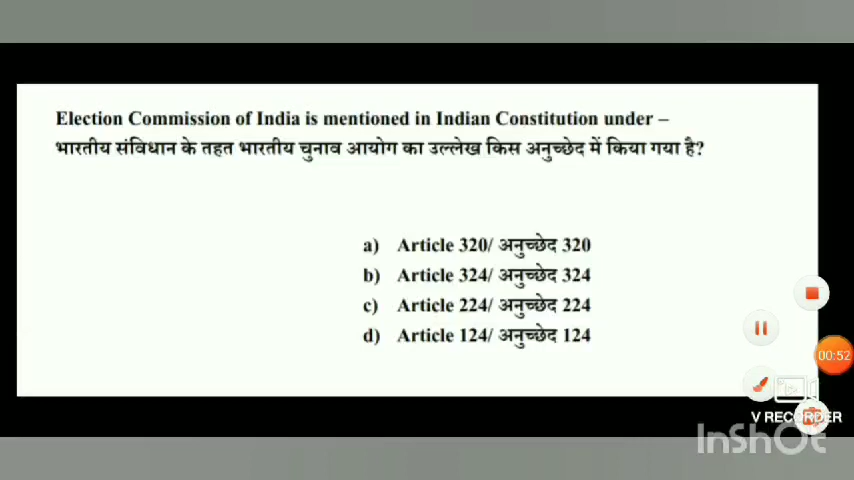 Election Commission of India is mentioned in Indian Constitution under –
भारतीय संविधान के तहत भारतीय चुनाव आयोग का उल्लेख किस अनुच्छेद में किया गया है?
a) Article 320/ अनुच्छेद 320
b) Article 324/ अनुच्छेद 324
c) Article 224/ अनुच्छेद 224
d) Article 124/ अनुच्छेद 124
00:52
V RECORDER
InShOt